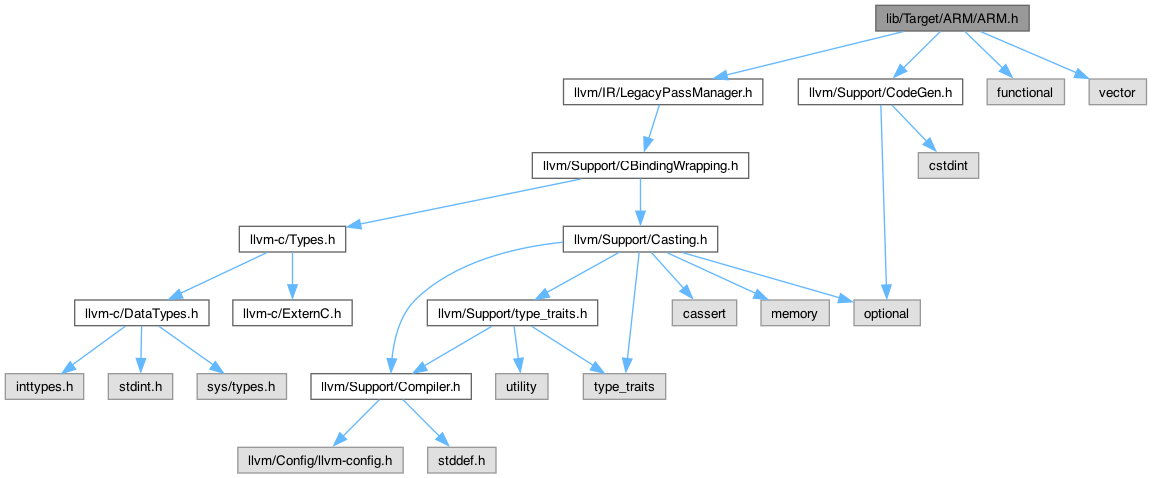 lib/Target/ARM/ARM.h
llvm/IR/LegacyPassManager.h
llvm/Support/CodeGen.h
functional
vector
llvm/Support/CBindingWrapping.h
cstdint
llvm-c/Types.h
llvm/Support/Casting.h
llvm-c/DataTypes.h
llvm-c/ExternC.h
llvm/Support/type_traits.h
cassert
memory
optional
inttypes.h
stdint.h
sys/types.h
llvm/Support/Compiler.h
utility
type_traits
llvm/Config/llvm-config.h
stddef.h